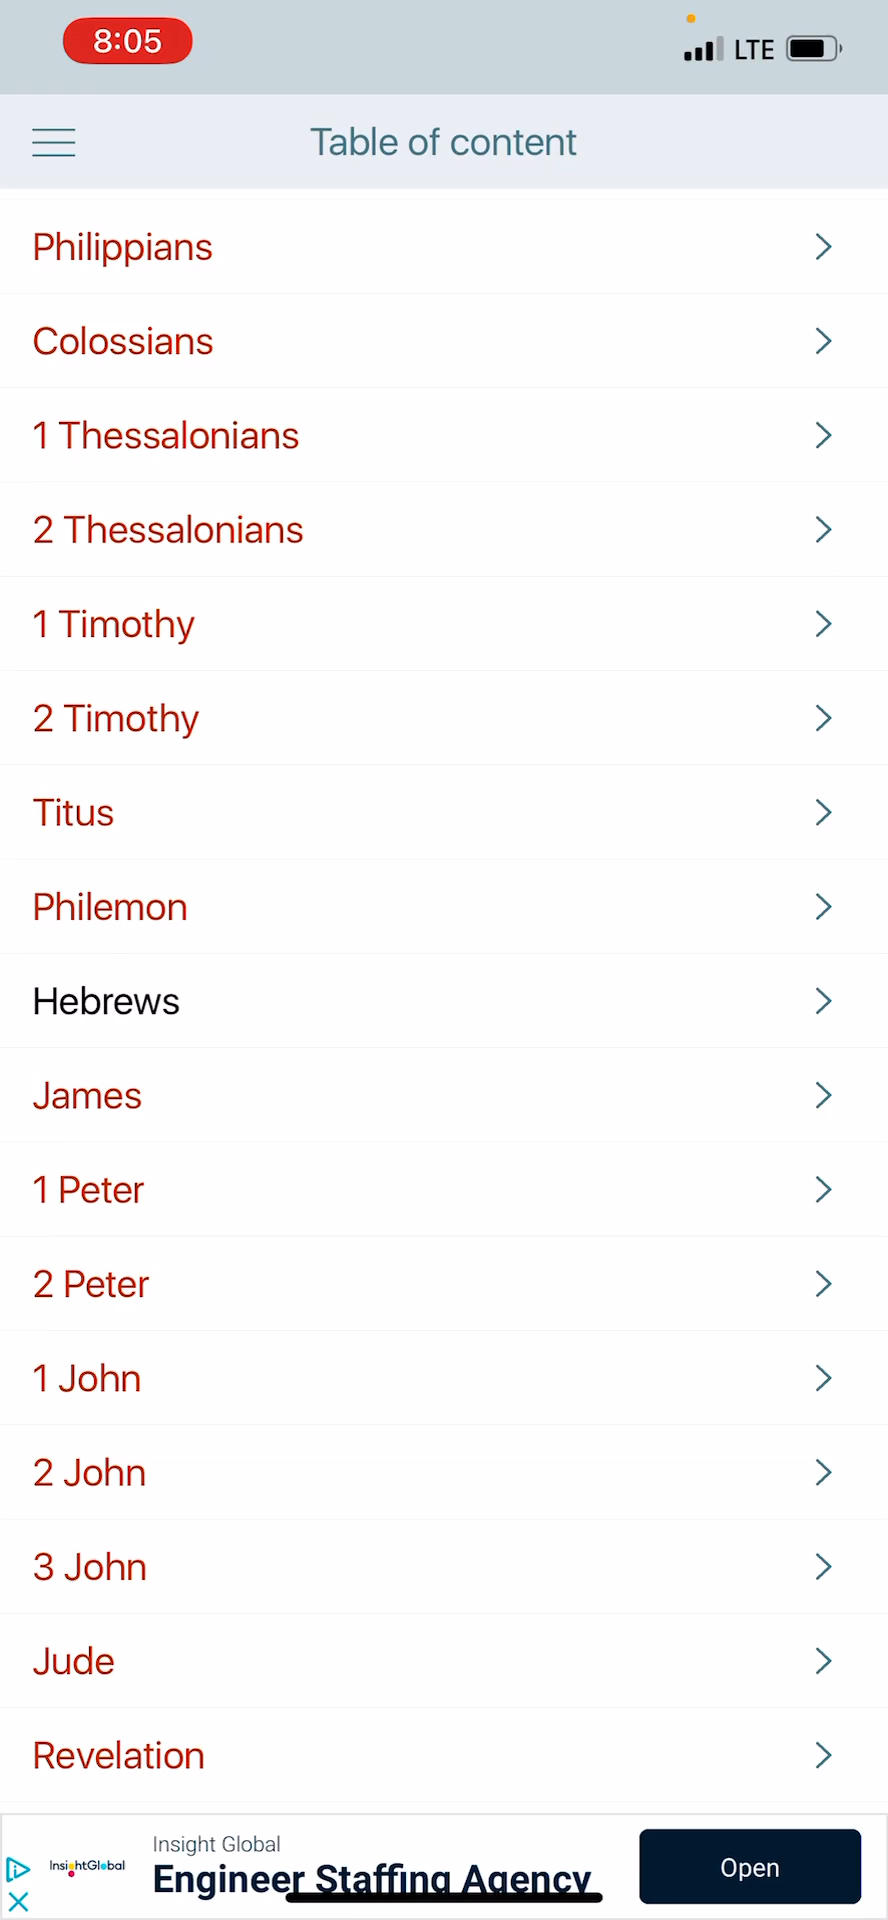 8:05
LTE
Table of content
Philippians
Colossians
1 Thessalonians
2 Thessalonians
1 Timothy
2 Timothy
Titus
Philemon
Hebrews
James
1 Peter
2 Peter
1 John
2 John
3 John
Jude
Revelation
InsightGlobal
Insight Global
Engineer Staffing Agency
Open